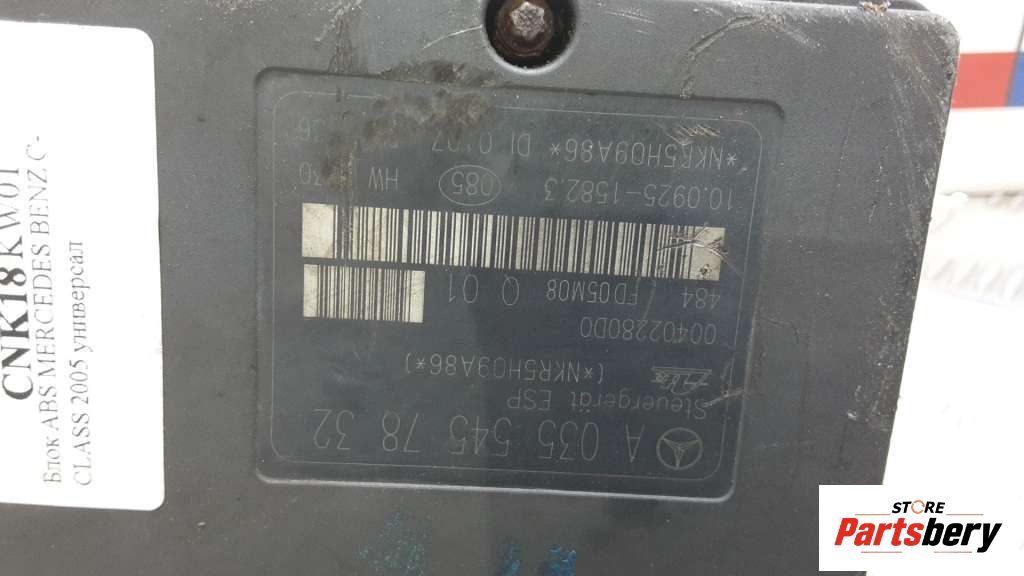 CNK18KW01
Блок ABS MERCEDES BENZ C-
CLASS 2005 универсал
A 035 545 78 32
Steuergerät ESP
(*NKR5H09A86*)
00402280D0
484 FD05M08 Q 01
10.0925-1582.3 085 HW
*NKR5H09A86*
STORE
Partsbery